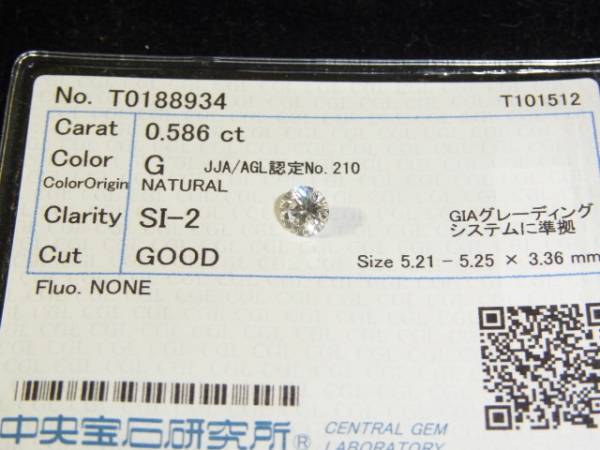 No. T0188934 T101512
Carat 0.586 ct
Color G JJA/AGL認定No.210
ColorOrigin NATURAL
Clarity SI-2 GIAグレーディング
システムに準拠
Cut GOOD Size 5.21 - 5.25 × 3.36 mm
Fluo. NONE
中央宝石研究所® CENTRAL GEM
LABORATORY